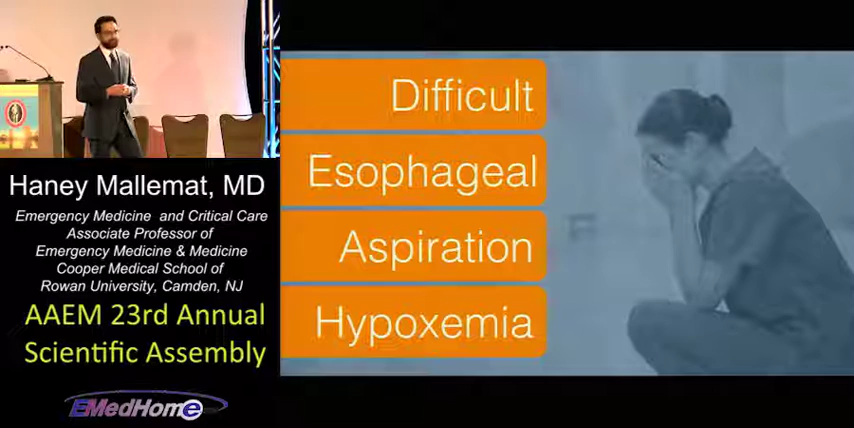 Difficult
Esophageal
Aspiration
Hypoxemia
Haney Mallemat, MD
Emergency Medicine and Critical Care
Associate Professor of
Emergency Medicine & Medicine
Cooper Medical School of
Rowan University, Camden, NJ
AAEM 23rd Annual
Scientific Assembly
EMedHome